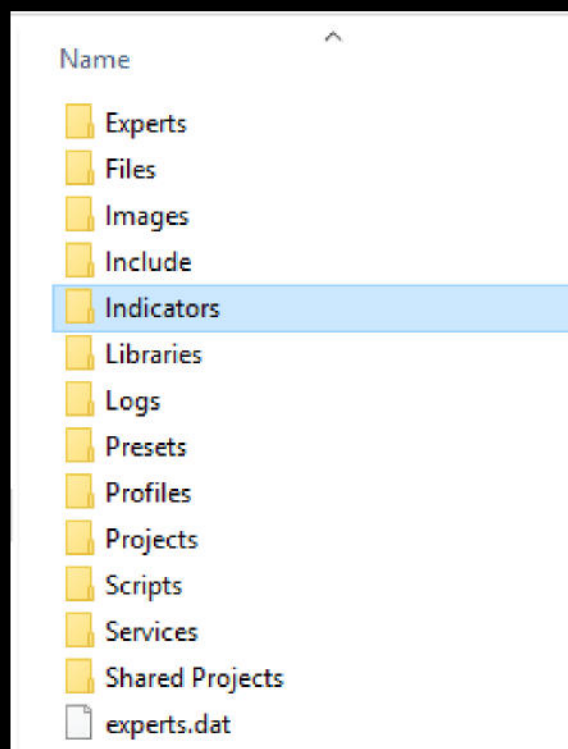 Name
Experts
Files
Images
Include
Indicators
Libraries
Logs
Presets
Profiles
Projects
Scripts
Services
Shared Projects
experts.dat